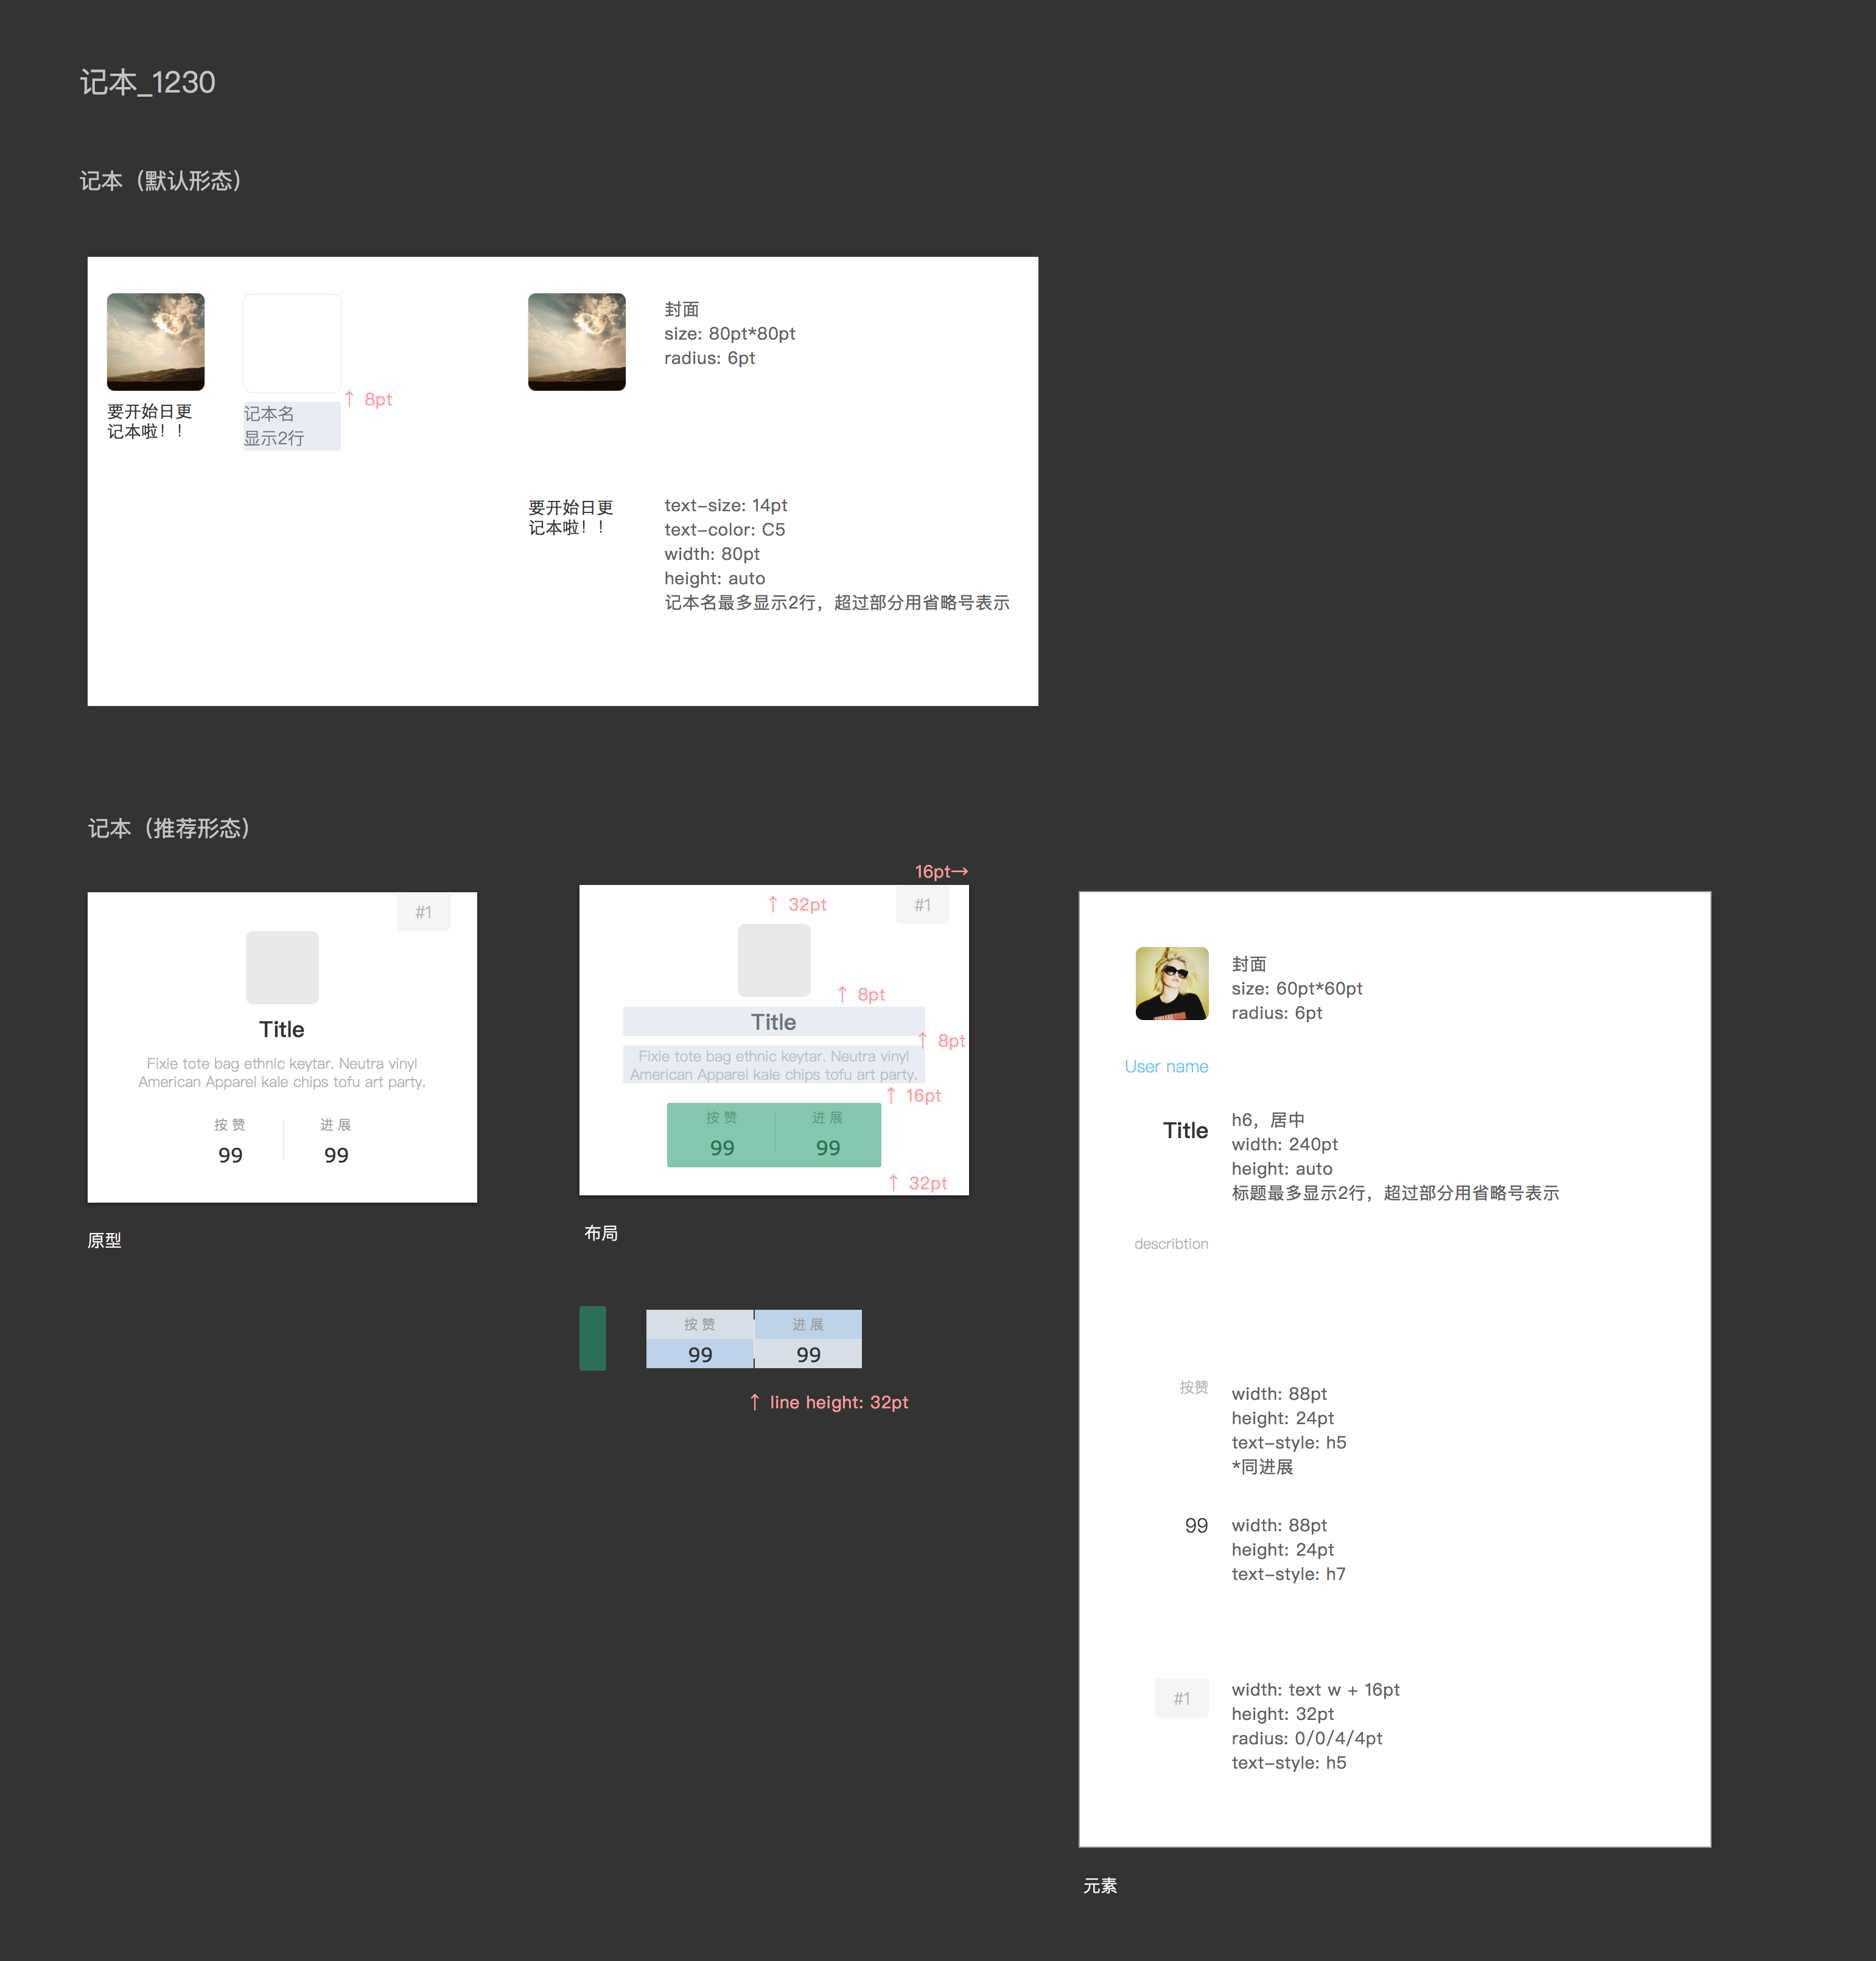 记本_1230
记本（默认形态）
要开始日更
记本啦！！
↑ 8pt
记本名
显示2行
封面
size: 80pt*80pt
radius: 6pt
要开始日更
记本啦！！
text-size: 14pt
text-color: C5
width: 80pt
height: auto
记本名最多显示2行，超过部分用省略号表示
记本（推荐形态）
#1
Title
Fixie tote bag ethnic keytar. Neutra vinyl
American Apparel kale chips tofu art party.
按赞 进展
99 99
原型
16pt→
↑ 32pt
#1
↑ 8pt
Title
↑ 8pt
Fixie tote bag ethnic keytar. Neutra vinyl
American Apparel kale chips tofu art party.
↑ 16pt
按赞 进展
99 99
↑ 32pt
布局
按赞 进展
99 99
↑ line height: 32pt
封面
size: 60pt*60pt
radius: 6pt
User name
Title
h6，居中
width: 240pt
height: auto
标题最多显示2行，超过部分用省略号表示
describtion
按赞
width: 88pt
height: 24pt
text-style: h5
*同进展
99
width: 88pt
height: 24pt
text-style: h7
#1
width: text w + 16pt
height: 32pt
radius: 0/0/4/4pt
text-style: h5
元素